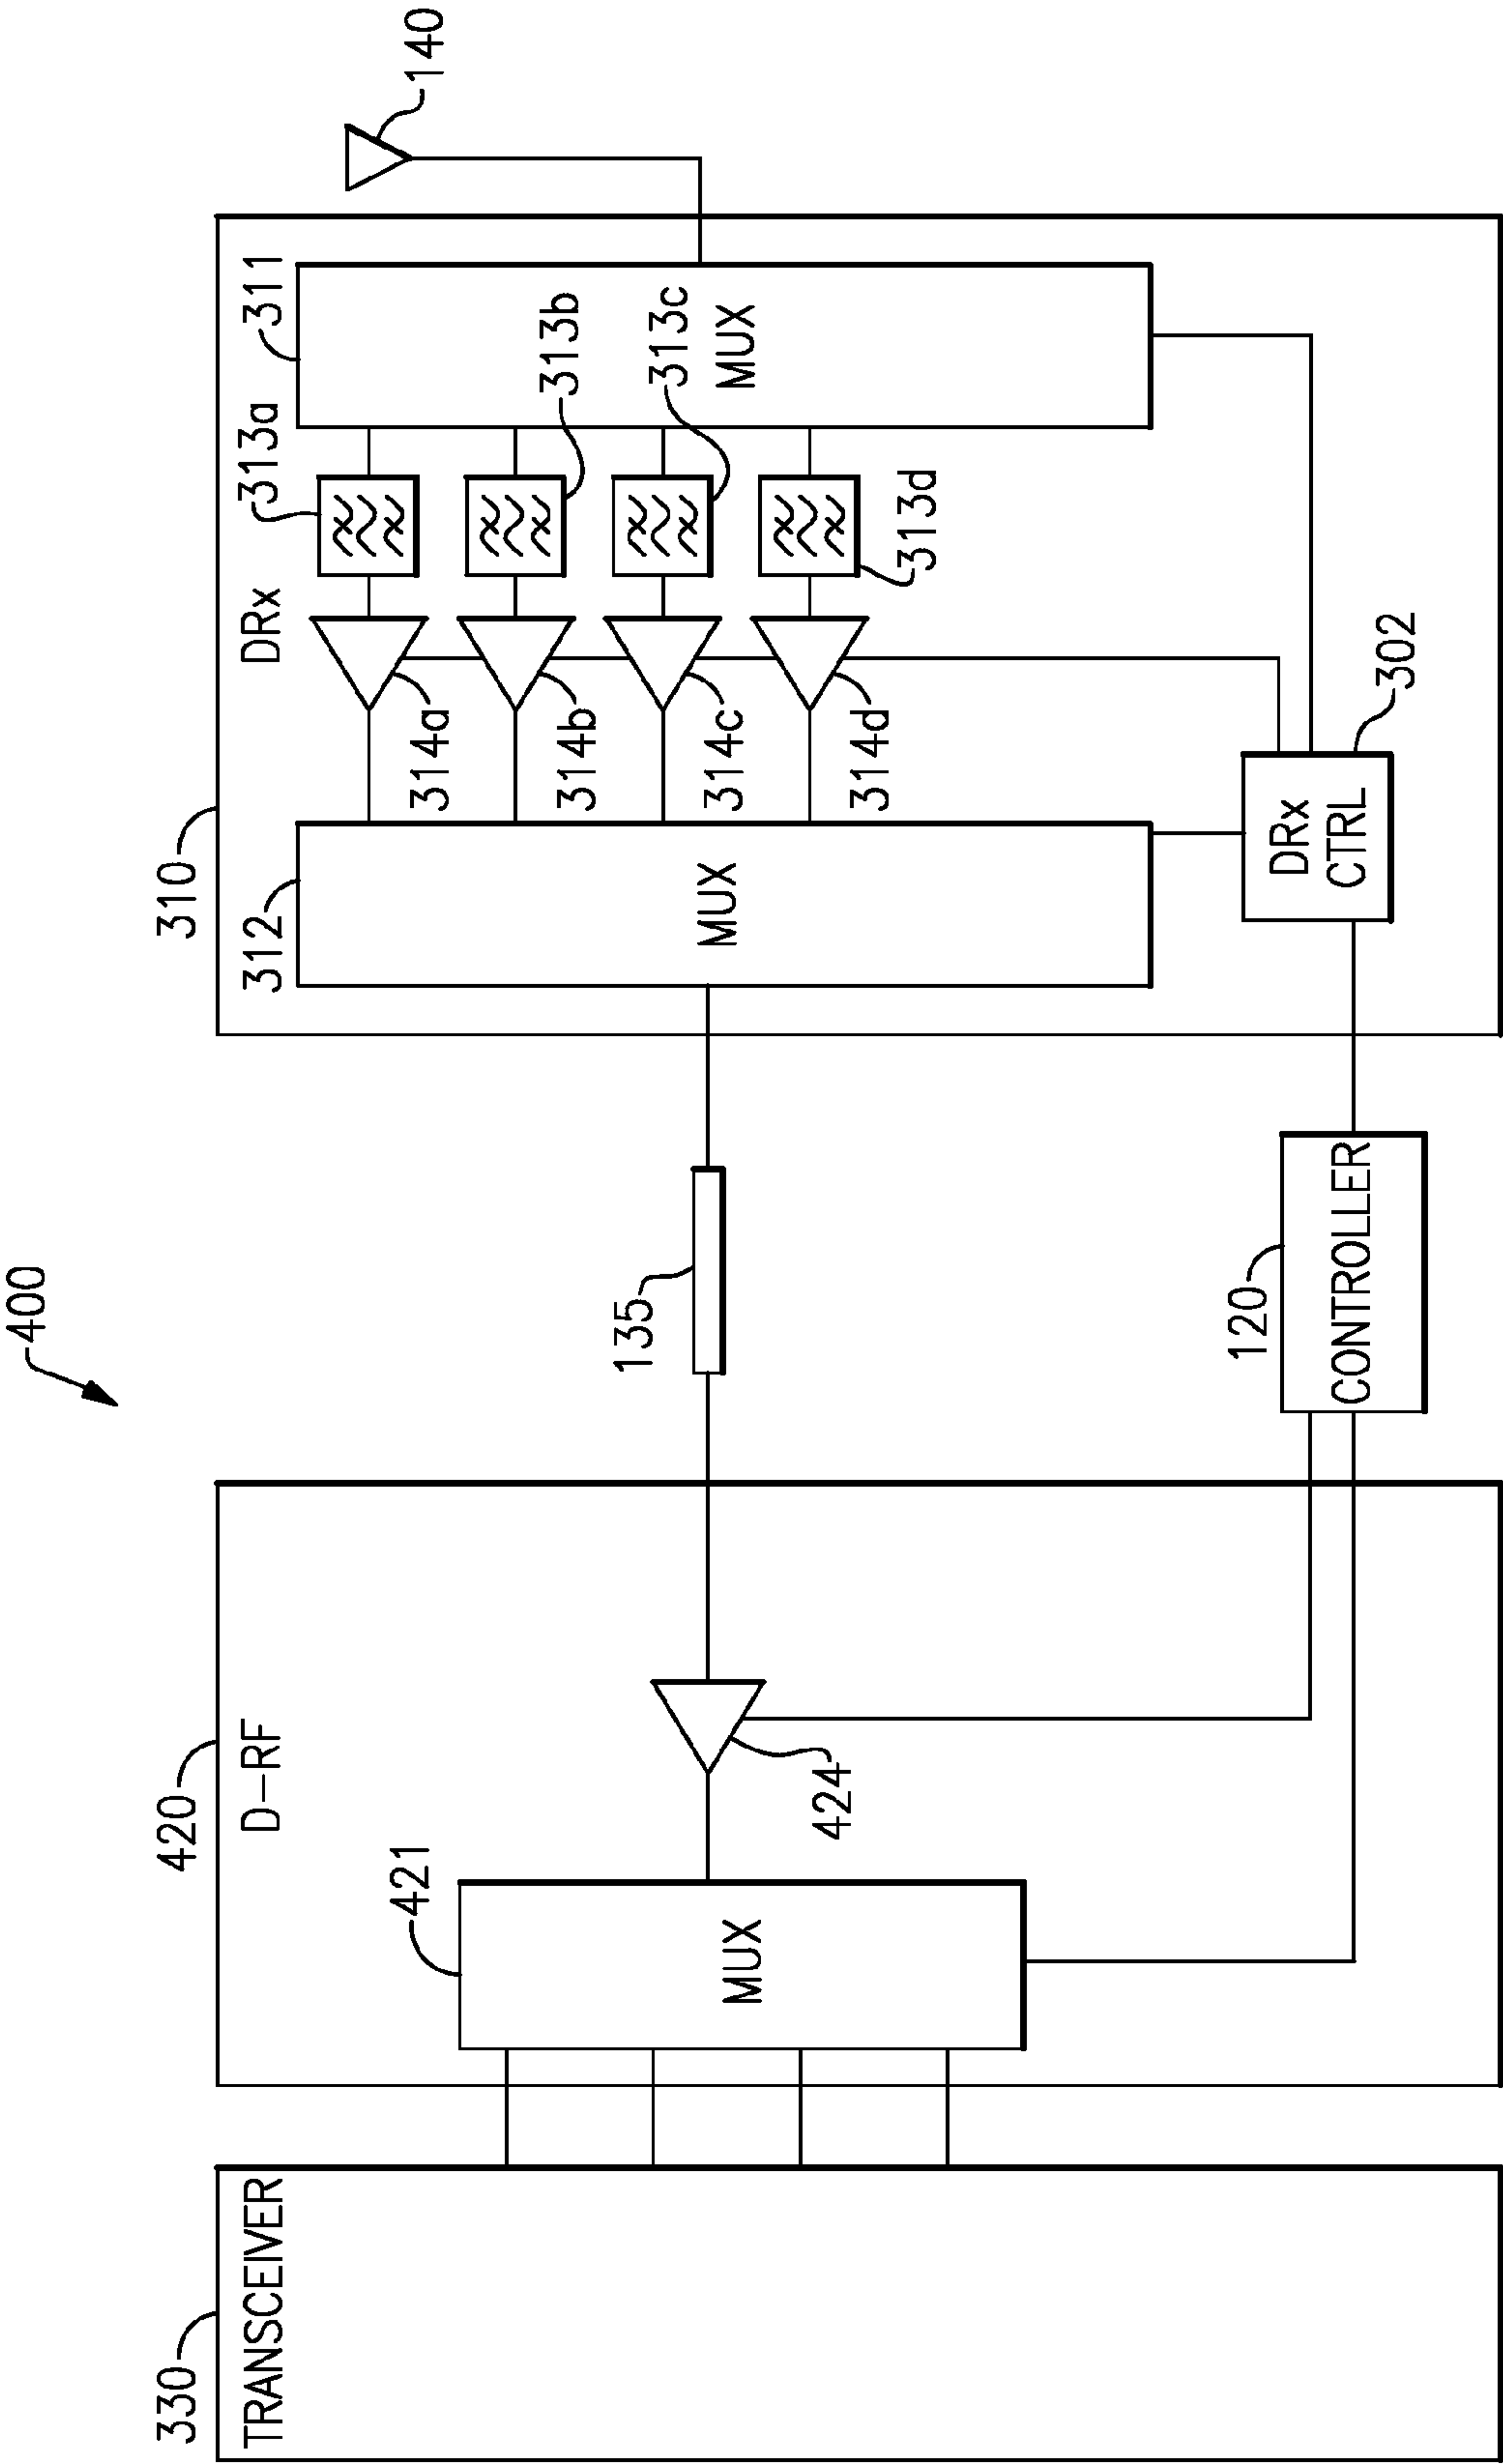 400
330
TRANSCEIVER
420
D-RF
421
MUX
424
135
120
CONTROLLER
310
DRx
312
MUX
314a
314b
314c
314d
313a
313b
313c
313d
311
MUX
140
DRx
CTRL
302